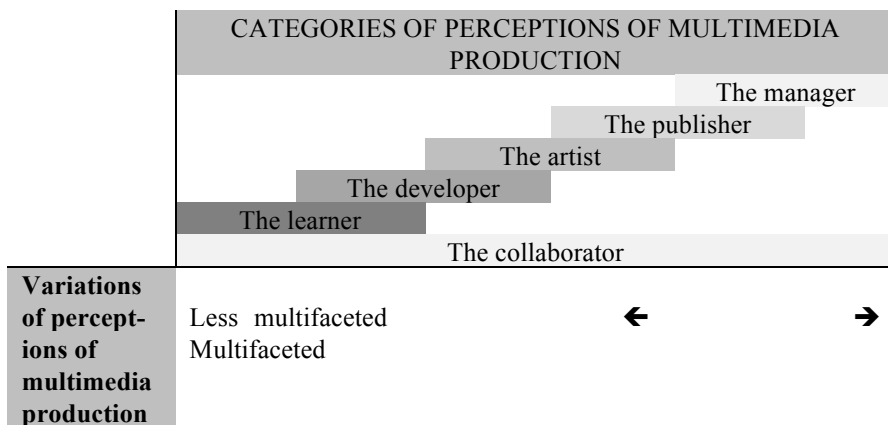 CATEGORIES OF PERCEPTIONS OF MULTIMEDIA
PRODUCTION
The manager
The publisher
The artist
The developer
The learner
The collaborator
Variations
of percept-
ions of
multimedia
production
Less multifaceted ← →
Multifaceted